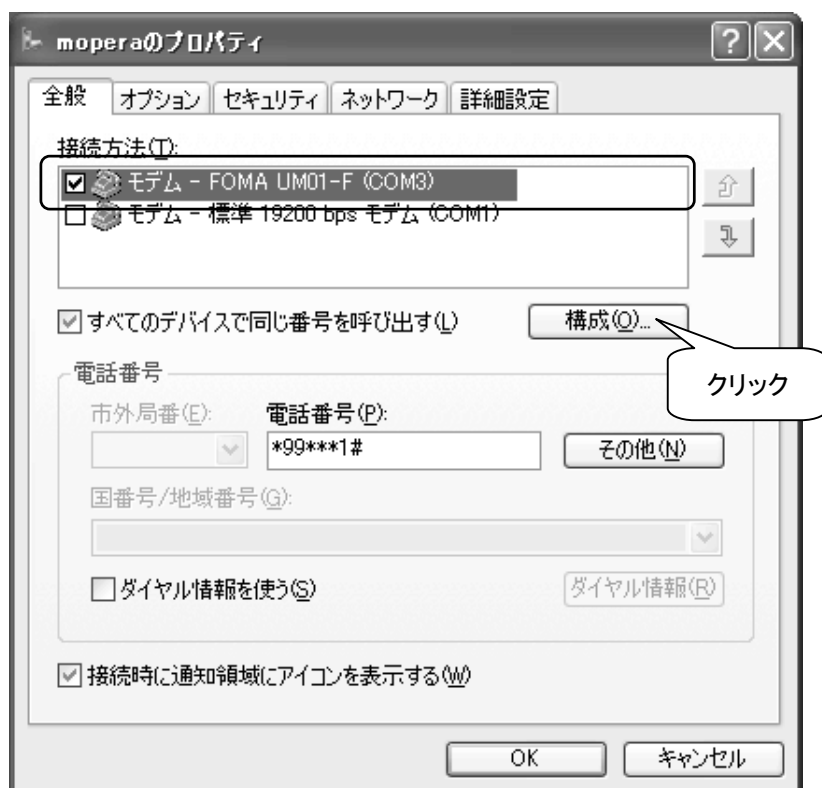 moperaのプロパティ
全般 オプション セキュリティ ネットワーク 詳細設定
接続方法(T):
モデム - FOMA UM01-F (COM3)
モデム - 標準 19200 bps モデム (COM1)
すべてのデバイスで同じ番号を呼び出す(L) 構成(O)...
クリック
電話番号
市外局番(E): 電話番号(P):
*99***1# その他(N)
国番号/地域番号(G):
ダイヤル情報を使う(S) ダイヤル情報(R)
接続時に通知領域にアイコンを表示する(W)
OK キャンセル